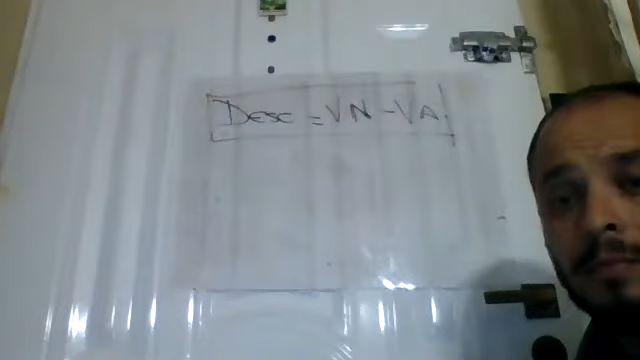 DESC = VN - VA.